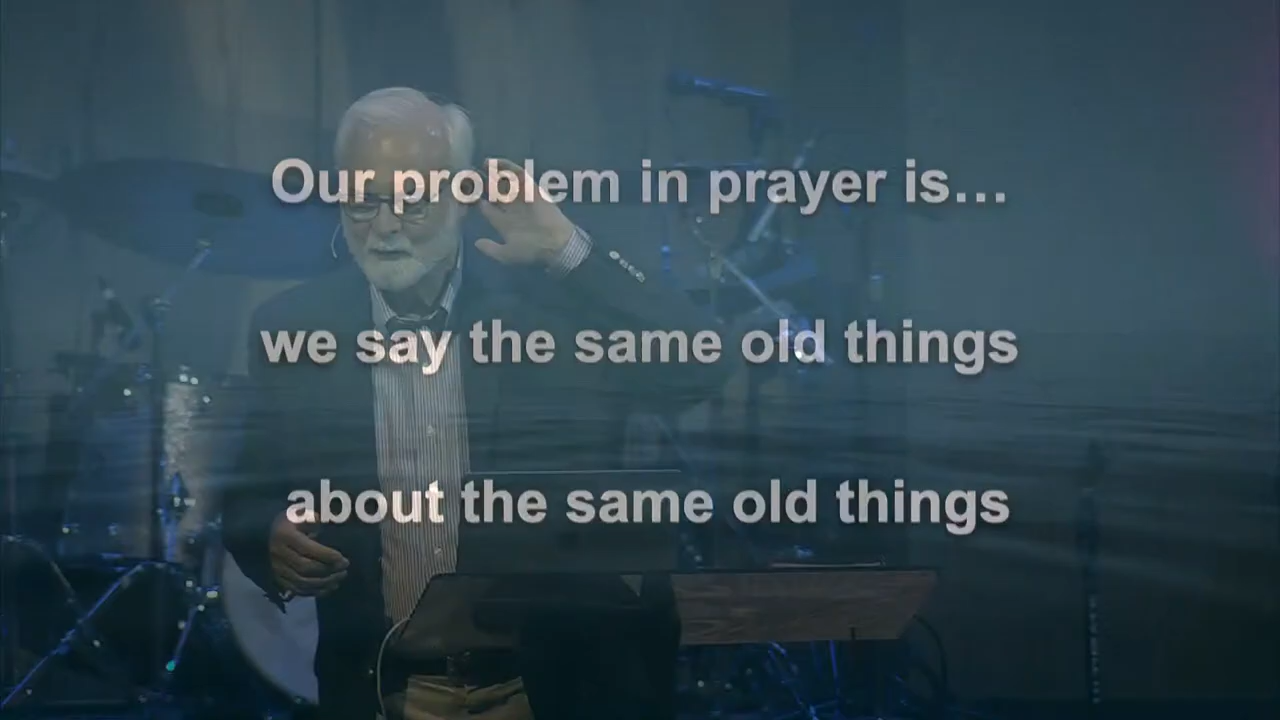 Our problem in prayer is…
we say the same old things
about the same old things